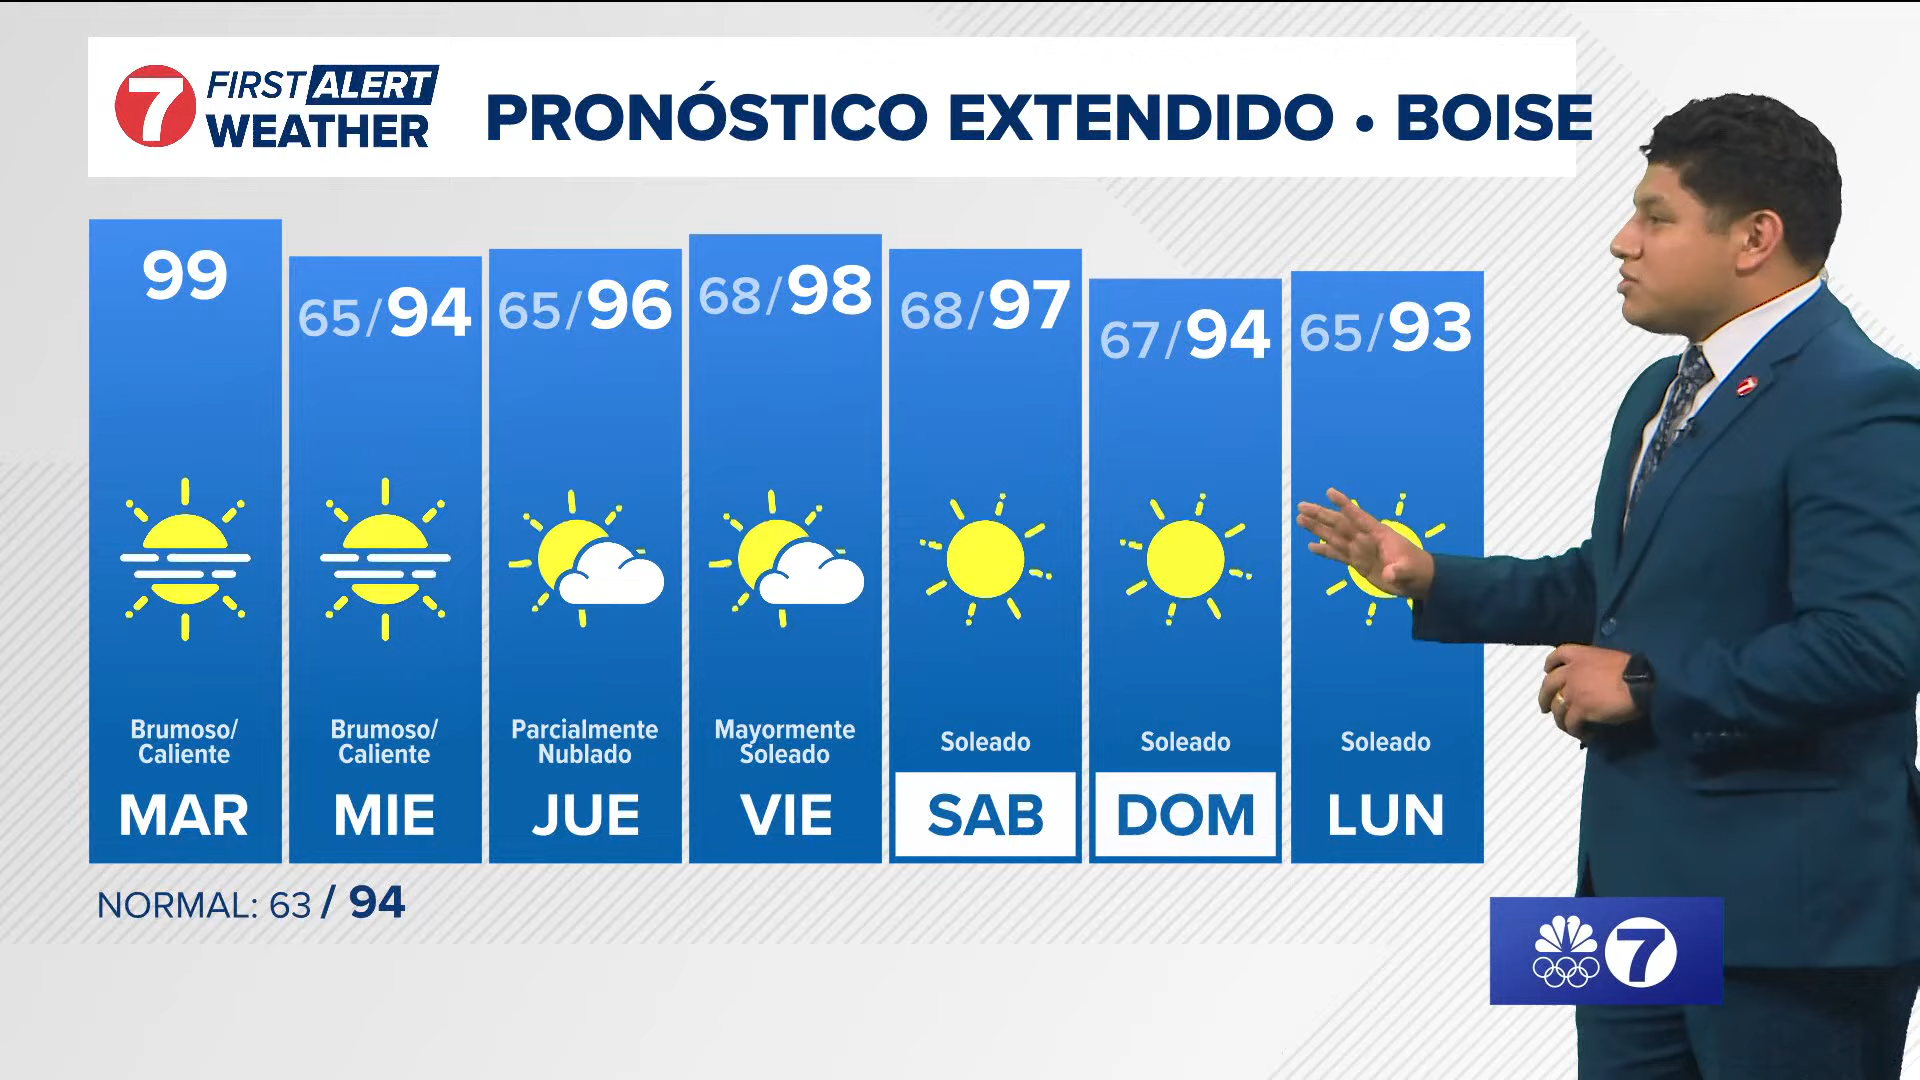 7 FIRST ALERT
WEATHER
PRONÓSTICO EXTENDIDO • BOISE
99
65/94
65/96
68/98
68/97
67/94
65/93
Brumoso/
Caliente
Brumoso/
Caliente
Parcialmente
Nublado
Mayormente
Soleado
Soleado
Soleado
Soleado
MAR
MIE
JUE
VIE
SAB
DOM
LUN
NORMAL: 63 / 94
7
7